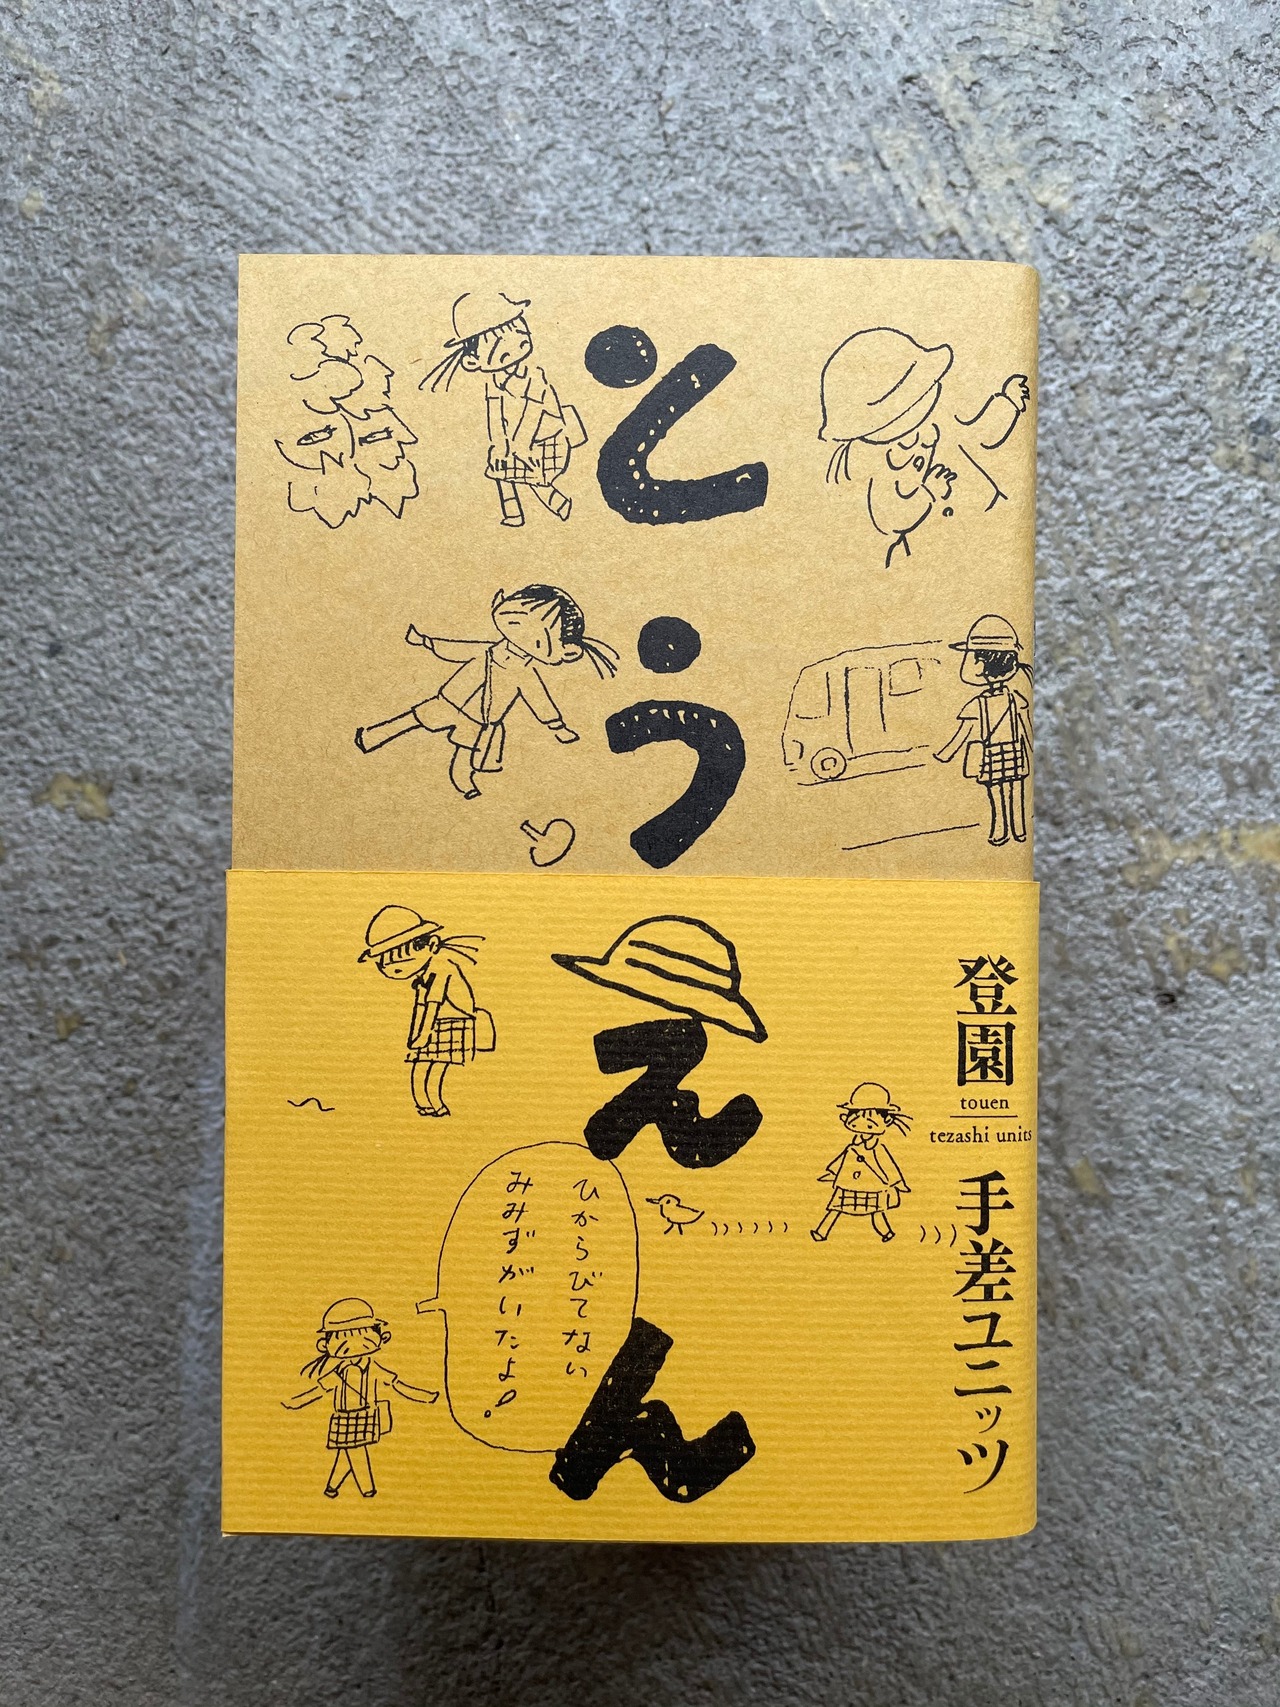 とうえん
登園
touen
tezashi units
手差ユニッツ
ひからびてない
みみずがいたよ!